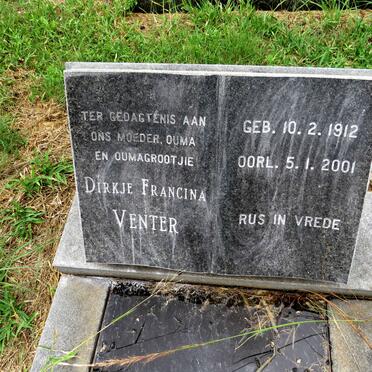 TER GEDAGTENIS AAN
ONS MOEDER, OUMA
EN OUMAGROOTJIE
DIRKJE FRANCINA
VENTER
GEB. 10. 2. 1912
OORL. 5. 1. 2001
RUS IN VREDE